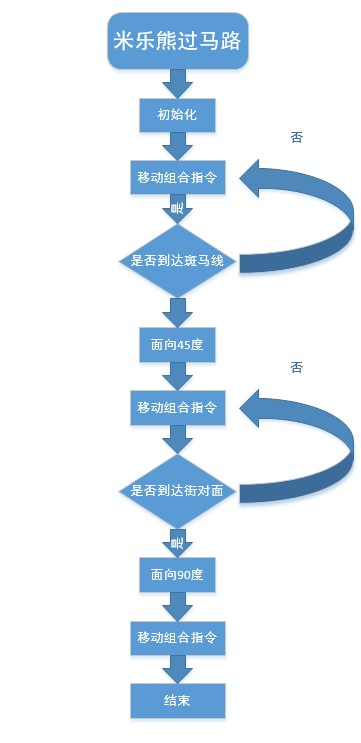 米乐熊过马路
初始化
否
移动组合指令
是
是否到达斑马线
面向45度
否
移动组合指令
是否到达街对面
是
面向90度
移动组合指令
结束